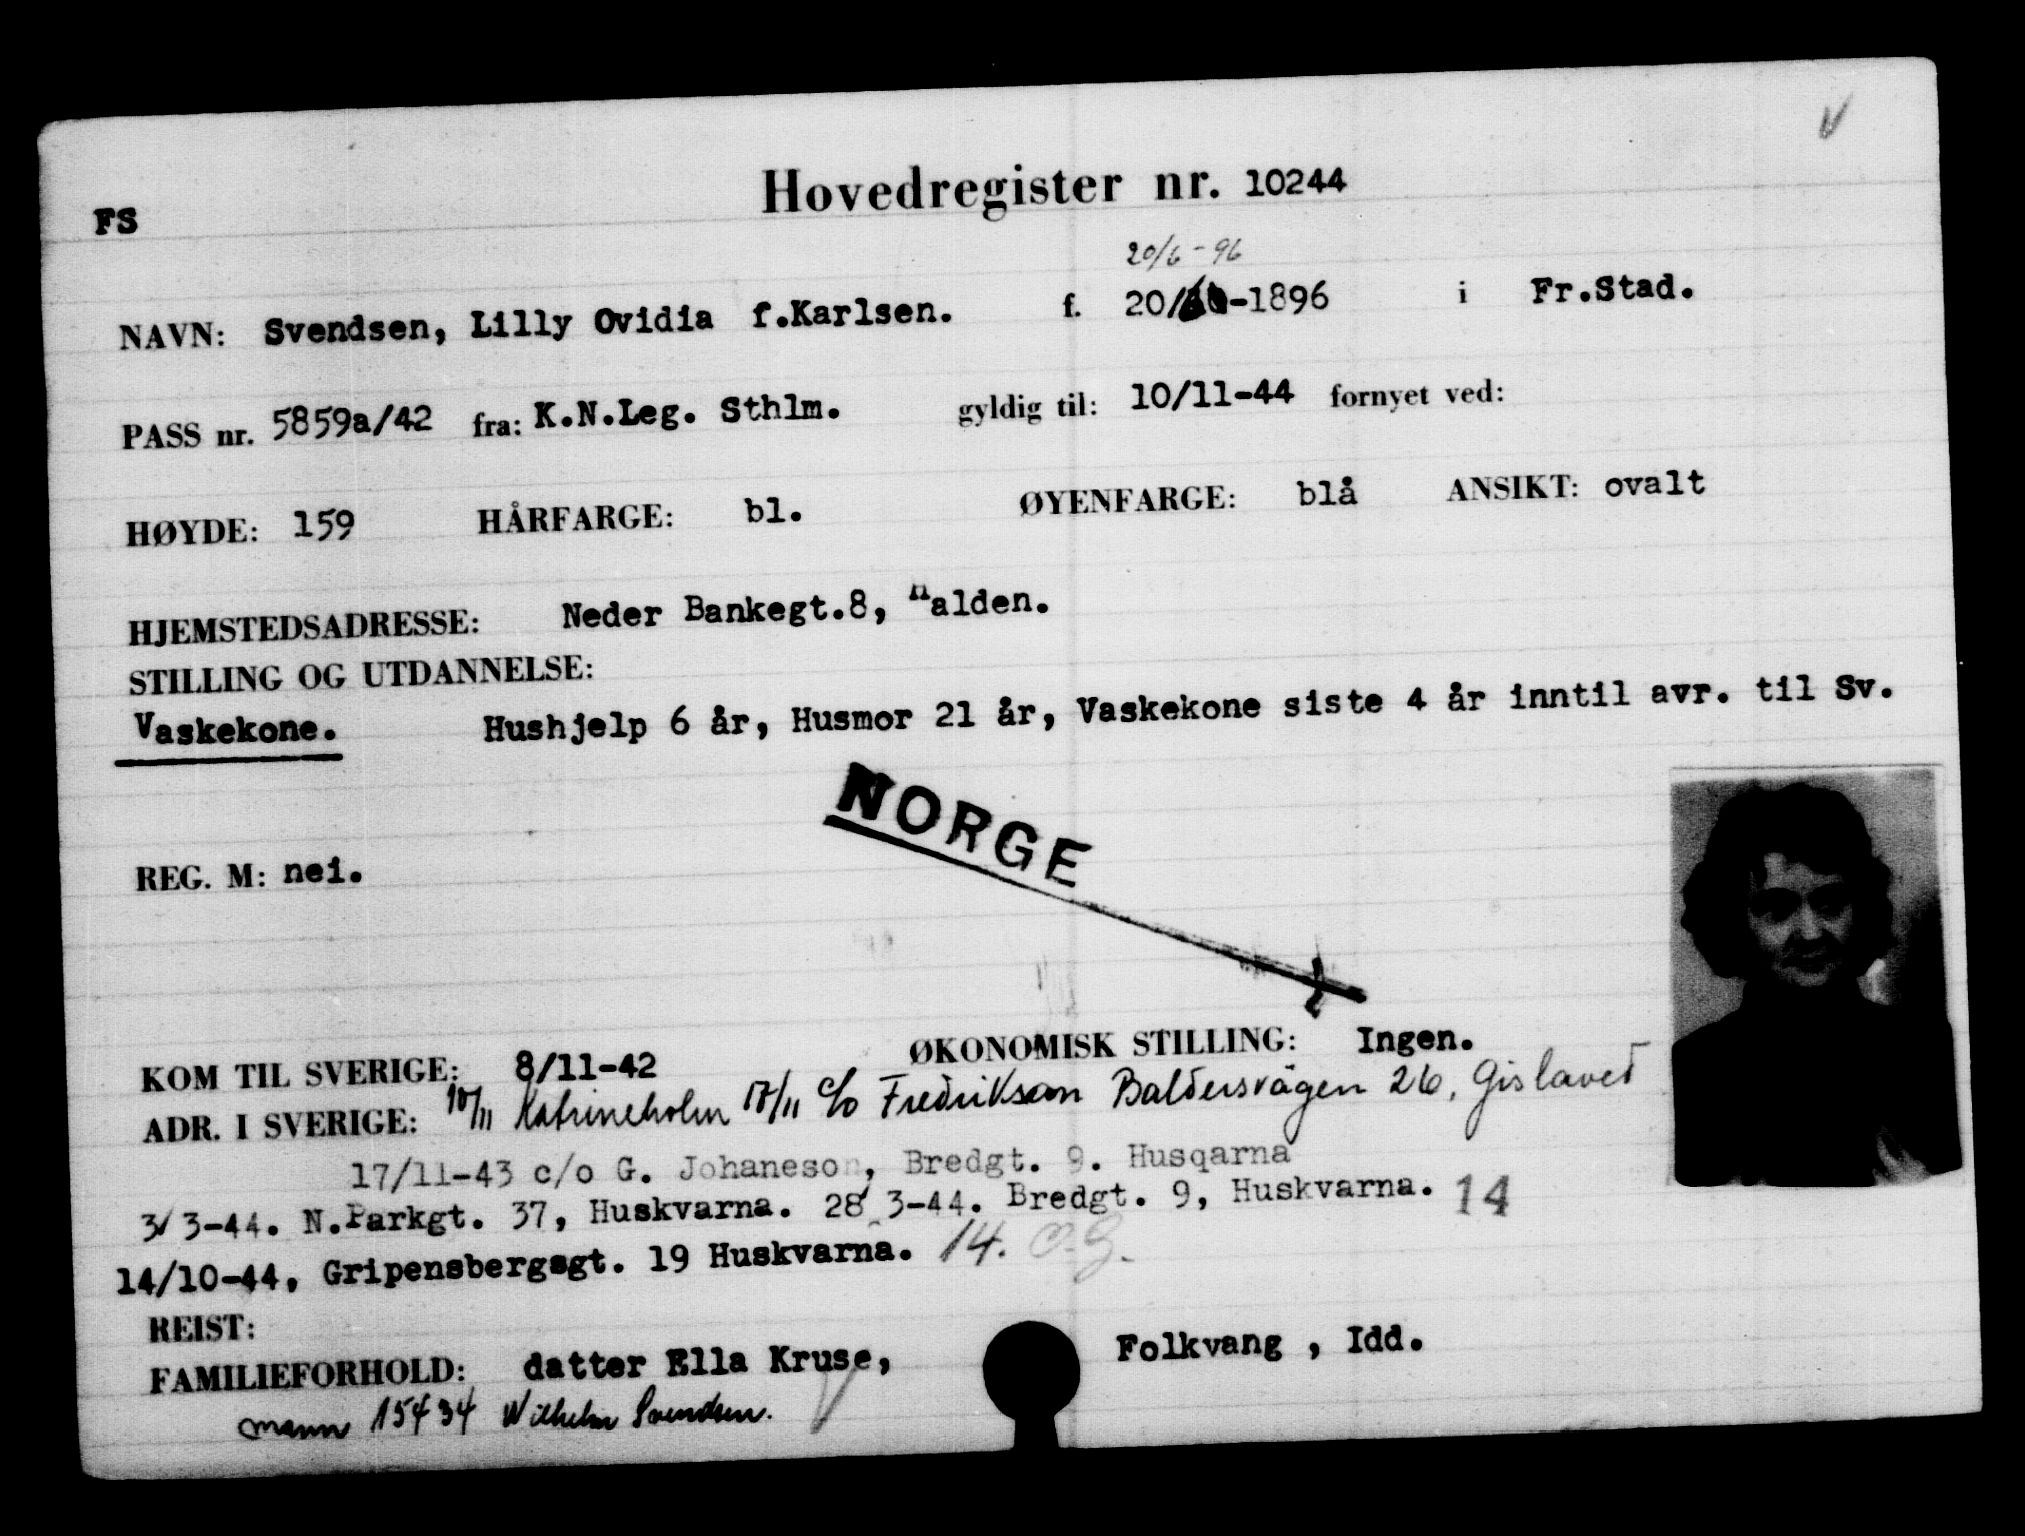 FS
Hovedregister nr. 10244
20/6-96
NAVN: Svendsen, Lilly Ovidia f.Karlsen. f. 20/ -1896 i Fr.Stad.
PASS nr. 5859a/42 fra: K.N.Leg. Sthlm. gyldig til: 10/11-44 fornyet ved:
HØYDE: 159 HÅRFARGE: bl. ØYENFARGE: blå ANSIKT: ovalt
HJEMSTEDSADRESSE: Neder Bankegt.8, Halden.
STILLING OG UTDANNELSE:
Vaskekone. Hushjelp 6 år, Husmor 21 år, Vaskekone siste 4 år inntil avr. til Sv.
NORGE
REG. M: nei.
KOM TIL SVERIGE: 8/11-42 ØKONOMISK STILLING: Ingen.
ADR. I SVERIGE: 10/11 Katrineholm 17/11 c/o Fredrikson Baldersvägen 26, Gislaved
17/11-43 c/o G. Johaneson, Bredgt. 9. Husqarna
3/3-44. N.Parkgt. 37, Huskvarna. 28/3-44. Bredgt. 9, Huskvarna. 14
14/10-44, Gripensbergsgt. 19 Huskvarna. 14.
REIST:
FAMILIEFORHOLD: datter Ella Kruse, Folkvang , Idd.
mann 15434 Wilhelm Svendsen.